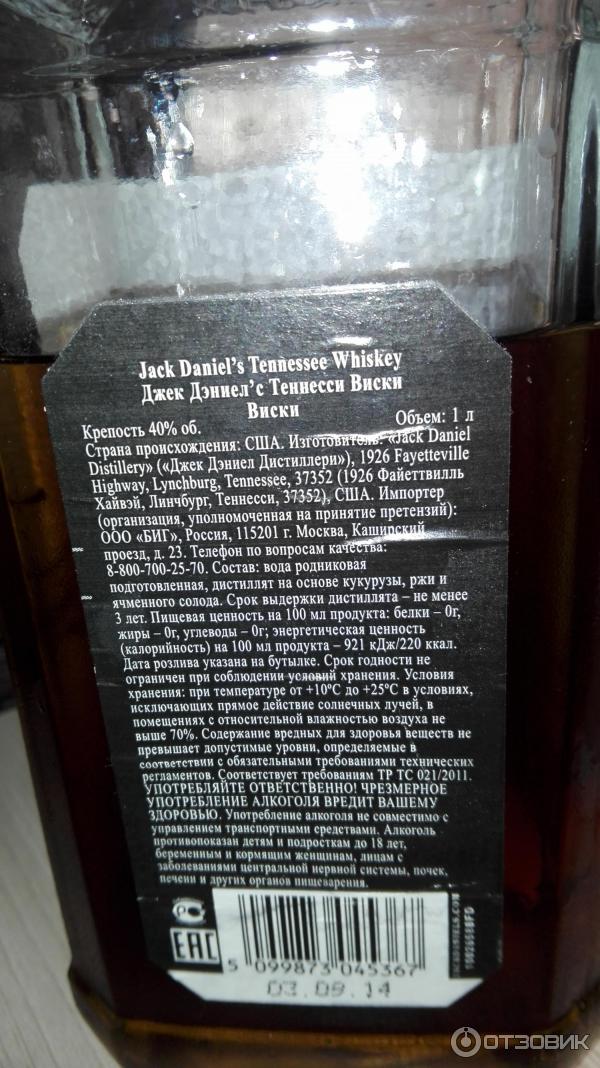 Jack Daniel's Tennessee Whiskey
Джек Дэниел'с Теннесси Виски
Виски
Крепость 40% об. Объем: 1 л
Страна происхождения: США. Изготовитель: «Jack Daniel
Distillery» («Джек Дэниел Дистиллери»), 1926 Fayetteville
Highway, Lynchburg, Tennessee, 37352 (1926 Файеттвилль
Хайвэй, Линчбург, Теннесси, 37352), США. Импортер
(организация, уполномоченная на принятие претензий):
ООО «БИГ», Россия, 115201 г. Москва, Каширский
проезд, д. 23. Телефон по вопросам качества:
8-800-700-25-70. Состав: вода родниковая
подготовленная, дистиллят на основе кукурузы, ржи и
ячменного солода. Срок выдержки дистиллята – не менее
3 лет. Пищевая ценность на 100 мл продукта: белки – 0г,
жиры – 0г, углеводы – 0г; энергетическая ценность
(калорийность) на 100 мл продукта – 921 кДж/220 ккал.
Дата розлива указана на бутылке. Срок годности не
ограничен при соблюдении условий хранения. Условия
хранения: при температуре от +10°С до +25°С в условиях,
исключающих прямое действие солнечных лучей, в
помещениях с относительной влажностью воздуха не
выше 70%. Содержание вредных для здоровья веществ не
превышает допустимые уровни, определяемые в
соответствии с обязательными требованиями технических
регламентов. Соответствует требованиям ТР ТС 021/2011.
УПОТРЕБЛЯЙТЕ ОТВЕТСТВЕННО! ЧРЕЗМЕРНОЕ
УПОТРЕБЛЕНИЕ АЛКОГОЛЯ ВРЕДИТ ВАШЕМУ
ЗДОРОВЬЮ. Употребление алкоголя не совместимо с
управлением транспортными средствами. Алкоголь
противопоказан детям и подросткам до 18 лет,
беременным и кормящим женщинам, лицам с
заболеваниями центральной нервной системы, почек,
печени и других органов пищеварения.
EAC
5 099873 045367
03.09.14
ОТЗОВИК